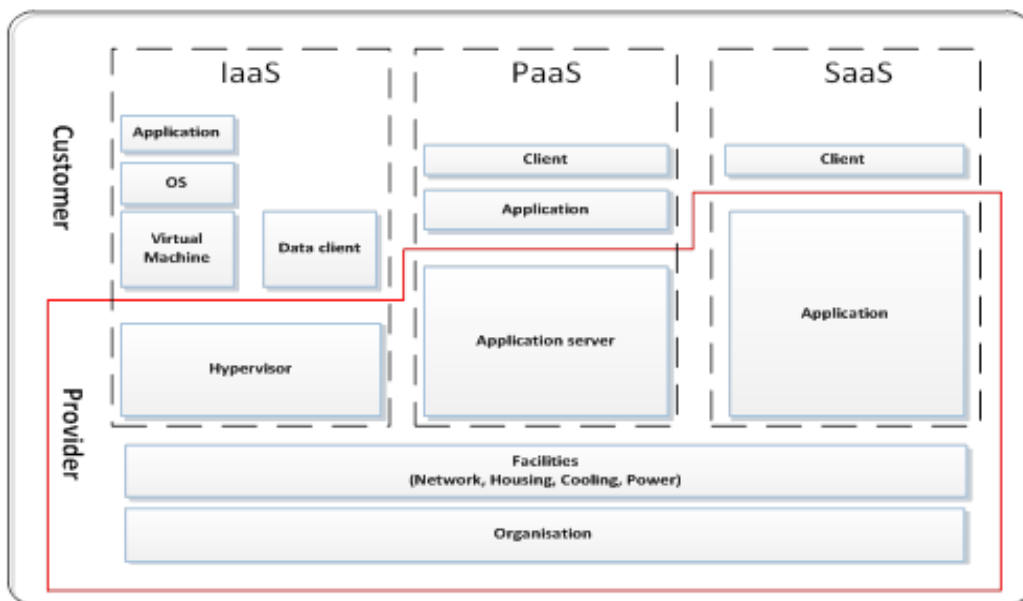 IaaS
PaaS
SaaS
Customer
Application
OS
Virtual
Machine
Data client
Client
Application
Client
Hypervisor
Application server
Application
Provider
Facilities
(Network, Housing, Cooling, Power)
Organisation